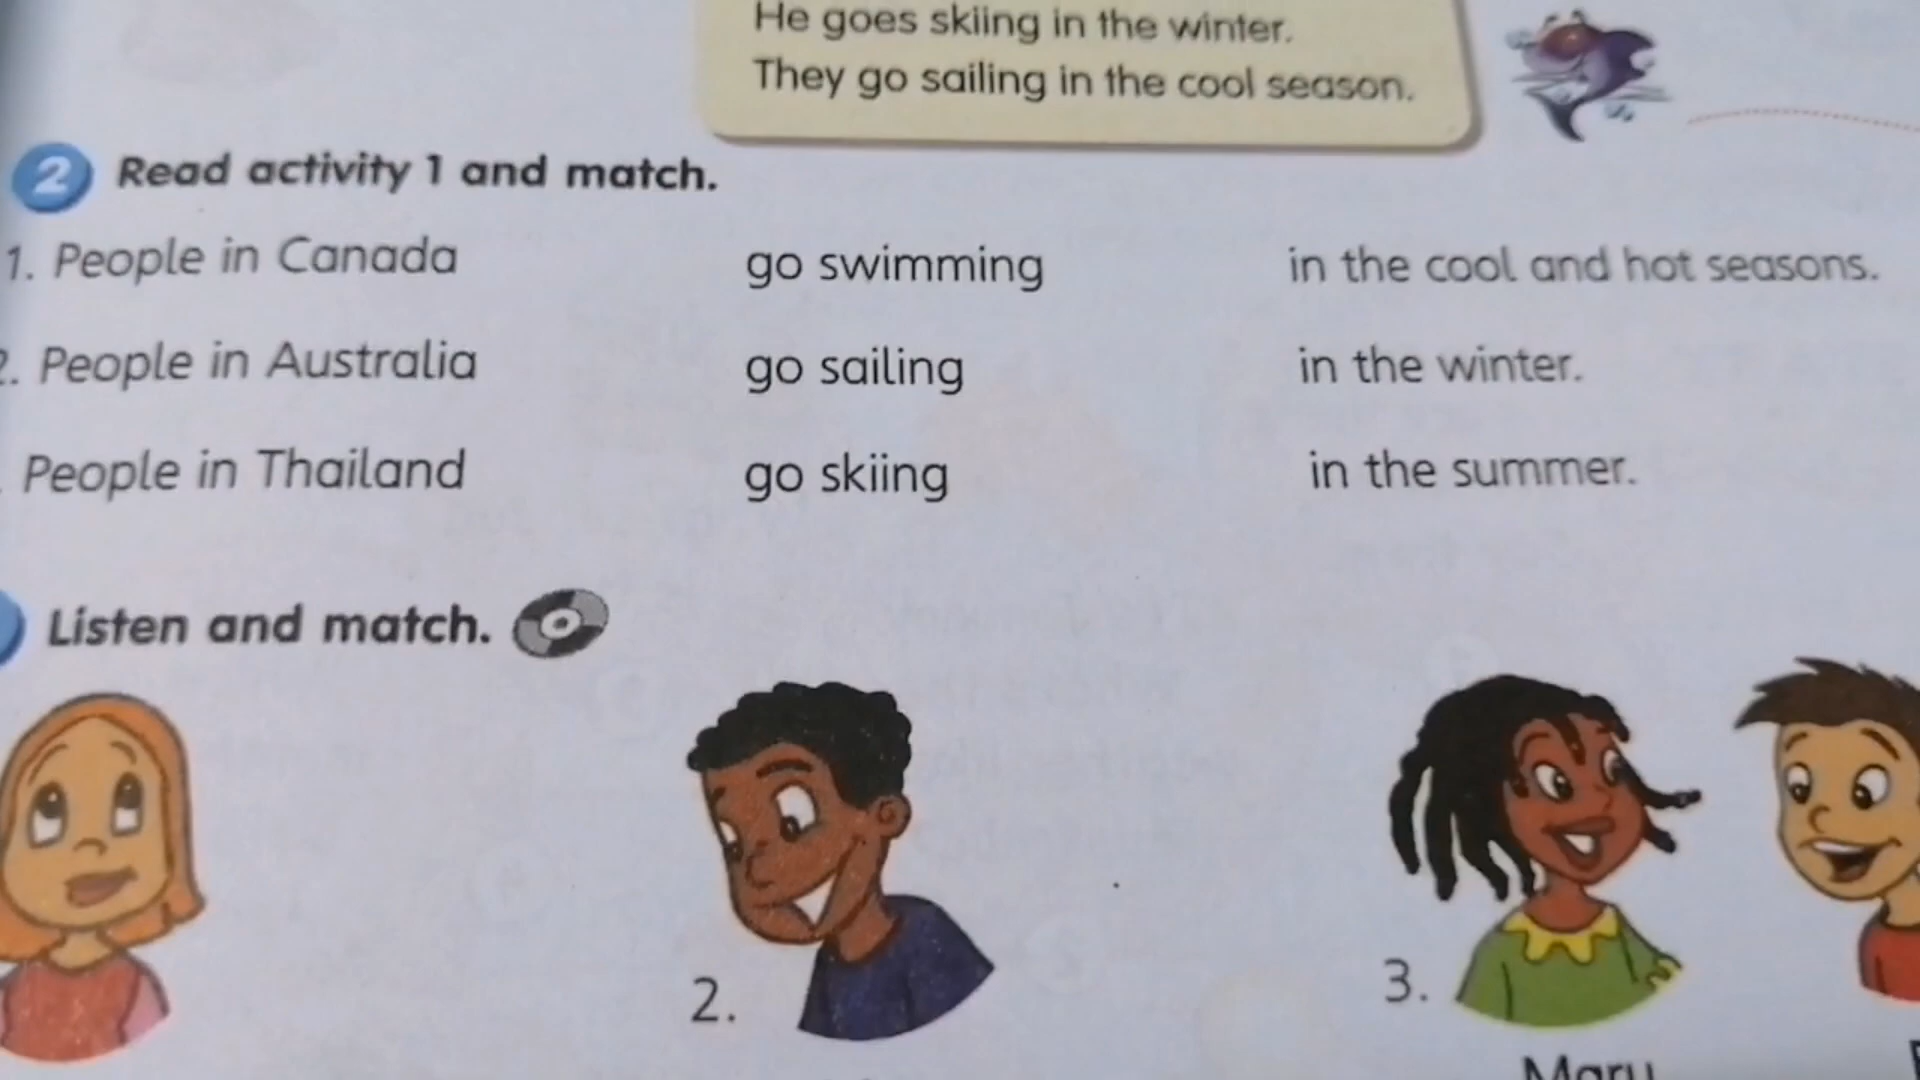 He goes skiing in the winter.
They go sailing in the cool season.
2 Read activity 1 and match.
1. People in Canada go swimming in the cool and hot seasons.
2. People in Australia go sailing in the winter.
People in Thailand go skiing in the summer.
Listen and match.
2.
3.
Mary